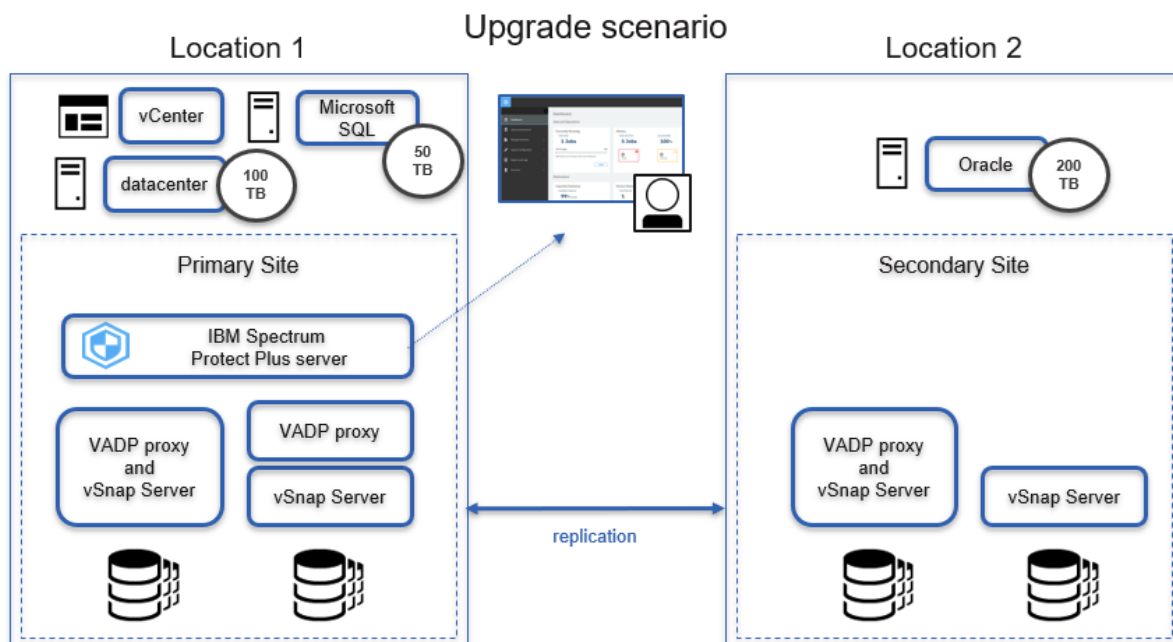 Upgrade scenario
Location 1
Location 2
vCenter
Microsoft
SQL
50
TB
datacenter
100
TB
Dashboard
Oracle
200
TB
Primary Site
Secondary Site
IBM Spectrum
Protect Plus server
VADP proxy
and
vSnap Server
VADP proxy
vSnap Server
replication
VADP proxy
and
vSnap Server
vSnap Server